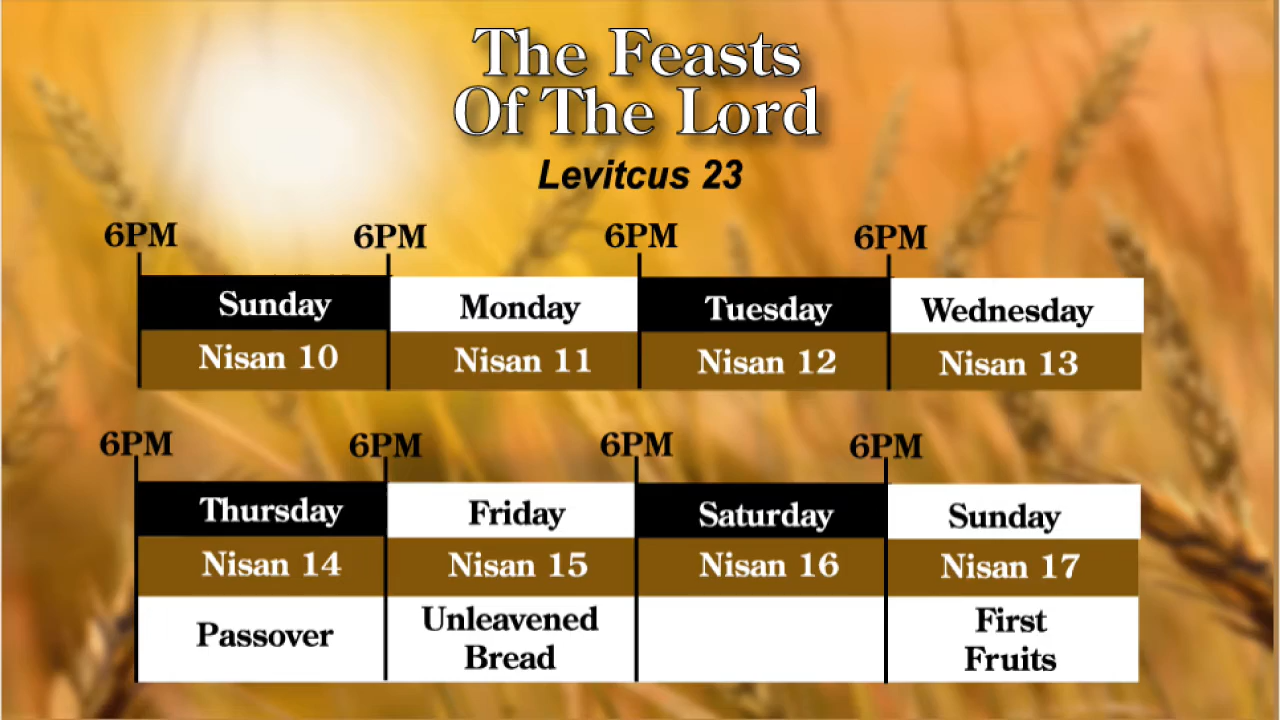 The Feasts
Of The Lord
Levitcus 23
6PM 6PM 6PM 6PM
Sunday Monday Tuesday Wednesday
Nisan 10 Nisan 11 Nisan 12 Nisan 13
6PM 6PM 6PM 6PM
Thursday Friday Saturday Sunday
Nisan 14 Nisan 15 Nisan 16 Nisan 17
Passover
Unleavened
Bread
First
Fruits